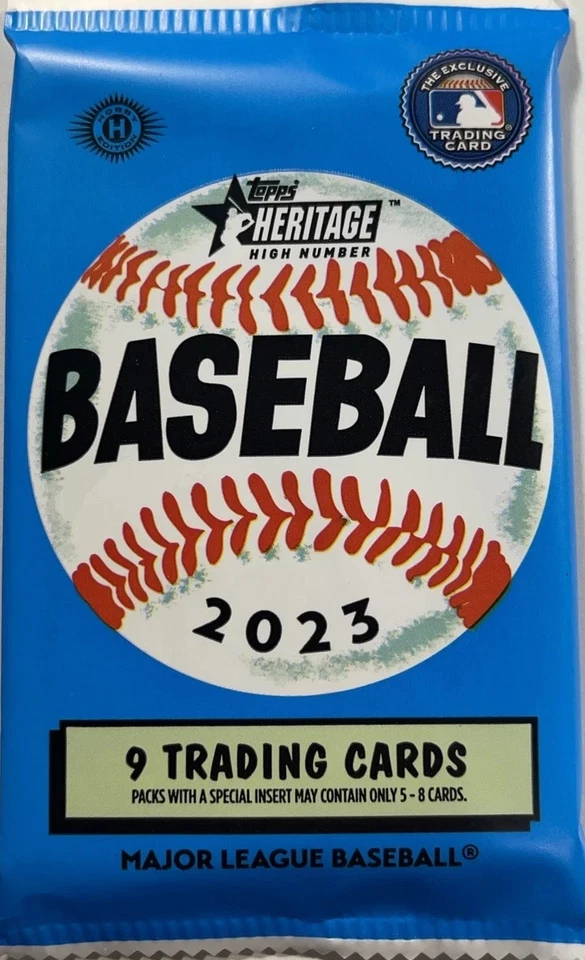 HOBBY
H
EDITION
THE EXCLUSIVE
TRADING
CARD
®
Topps®
HERITAGE™
HIGH NUMBER
BASEBALL
2023
9 TRADING CARDS
PACKS WITH A SPECIAL INSERT MAY CONTAIN ONLY 5 - 8 CARDS.
MAJOR LEAGUE BASEBALL®